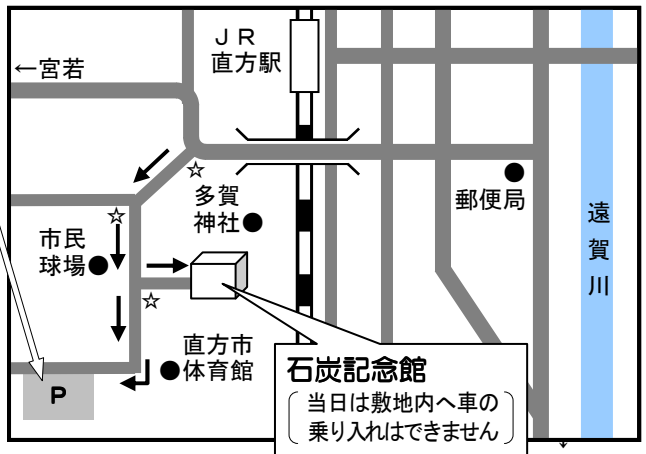 ＪＲ
直方駅
←宮若
☆
多賀
神社●
郵便局
遠賀川
☆
市民
球場●
☆
直方市
●体育館
P
石炭記念館
当日は敷地内へ車の
乗り入れはできません